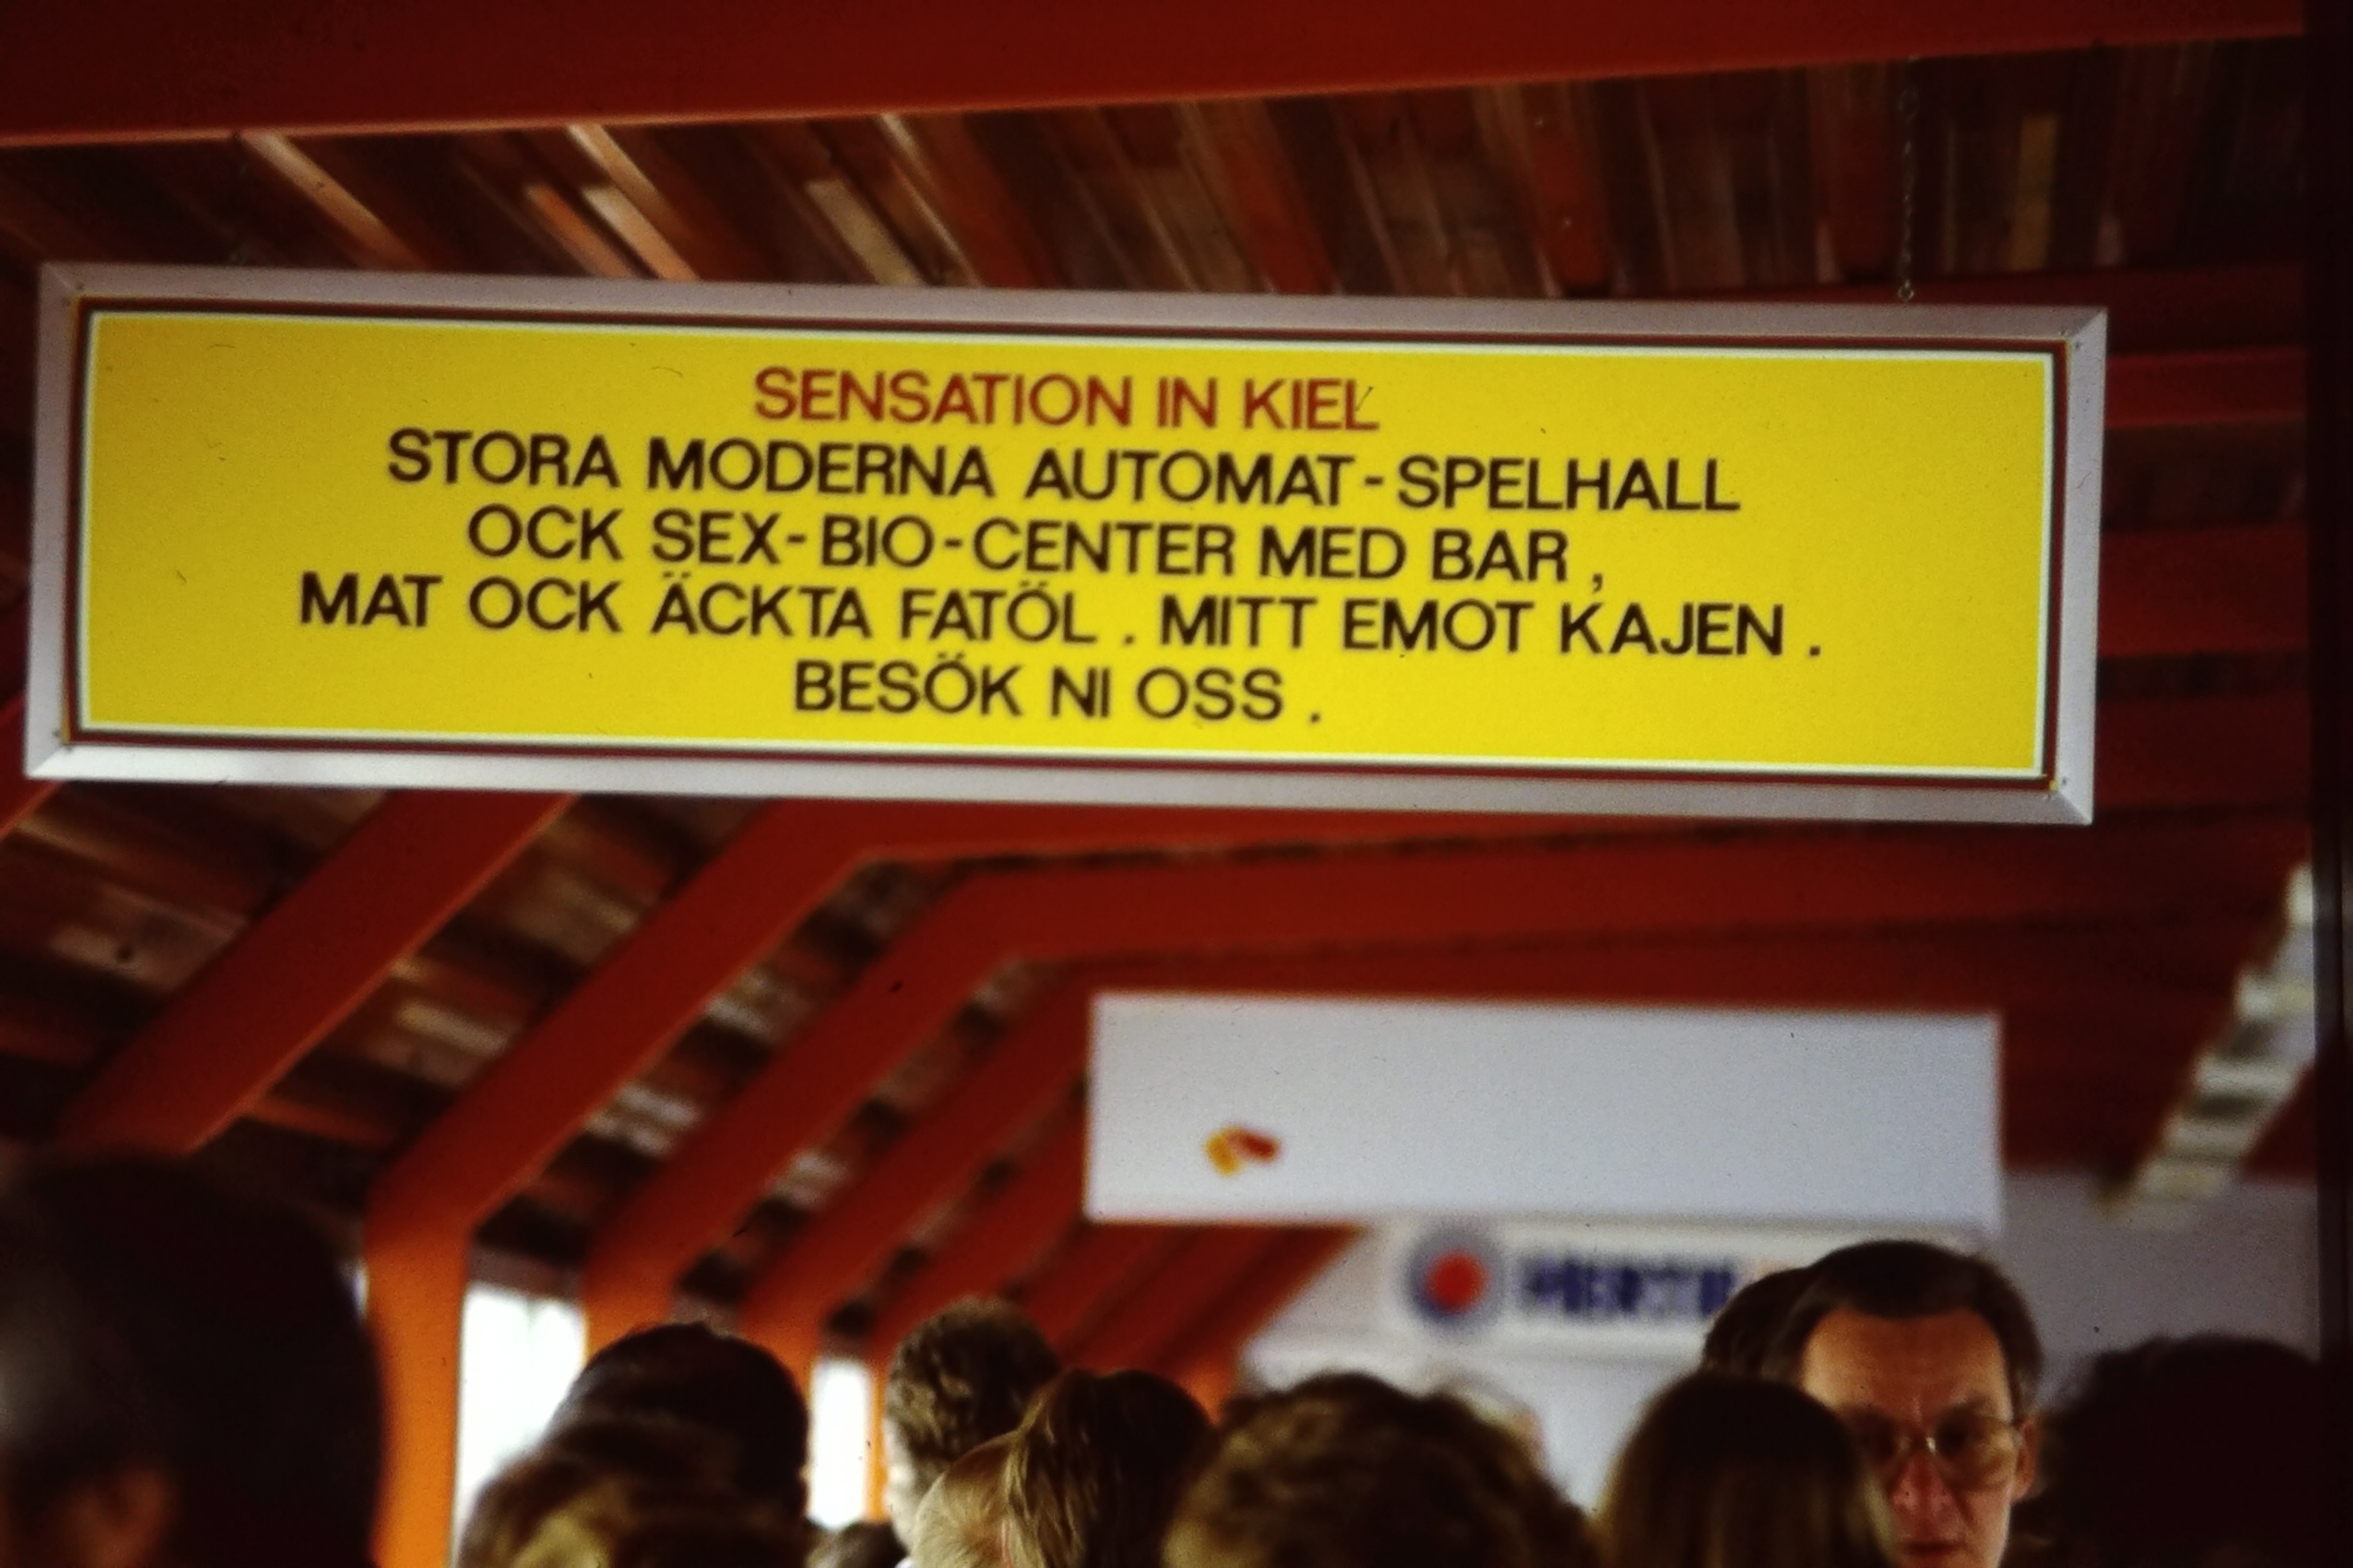 SENSATION IN KIEL
STORA MODERNA AUTOMAT-SPELHALL
OCK SEX-BIO-CENTER MED BAR,
MAT OCK ÄCKTA FATÖL. MITT EMOT KAJEN.
BESÖK NI OSS.